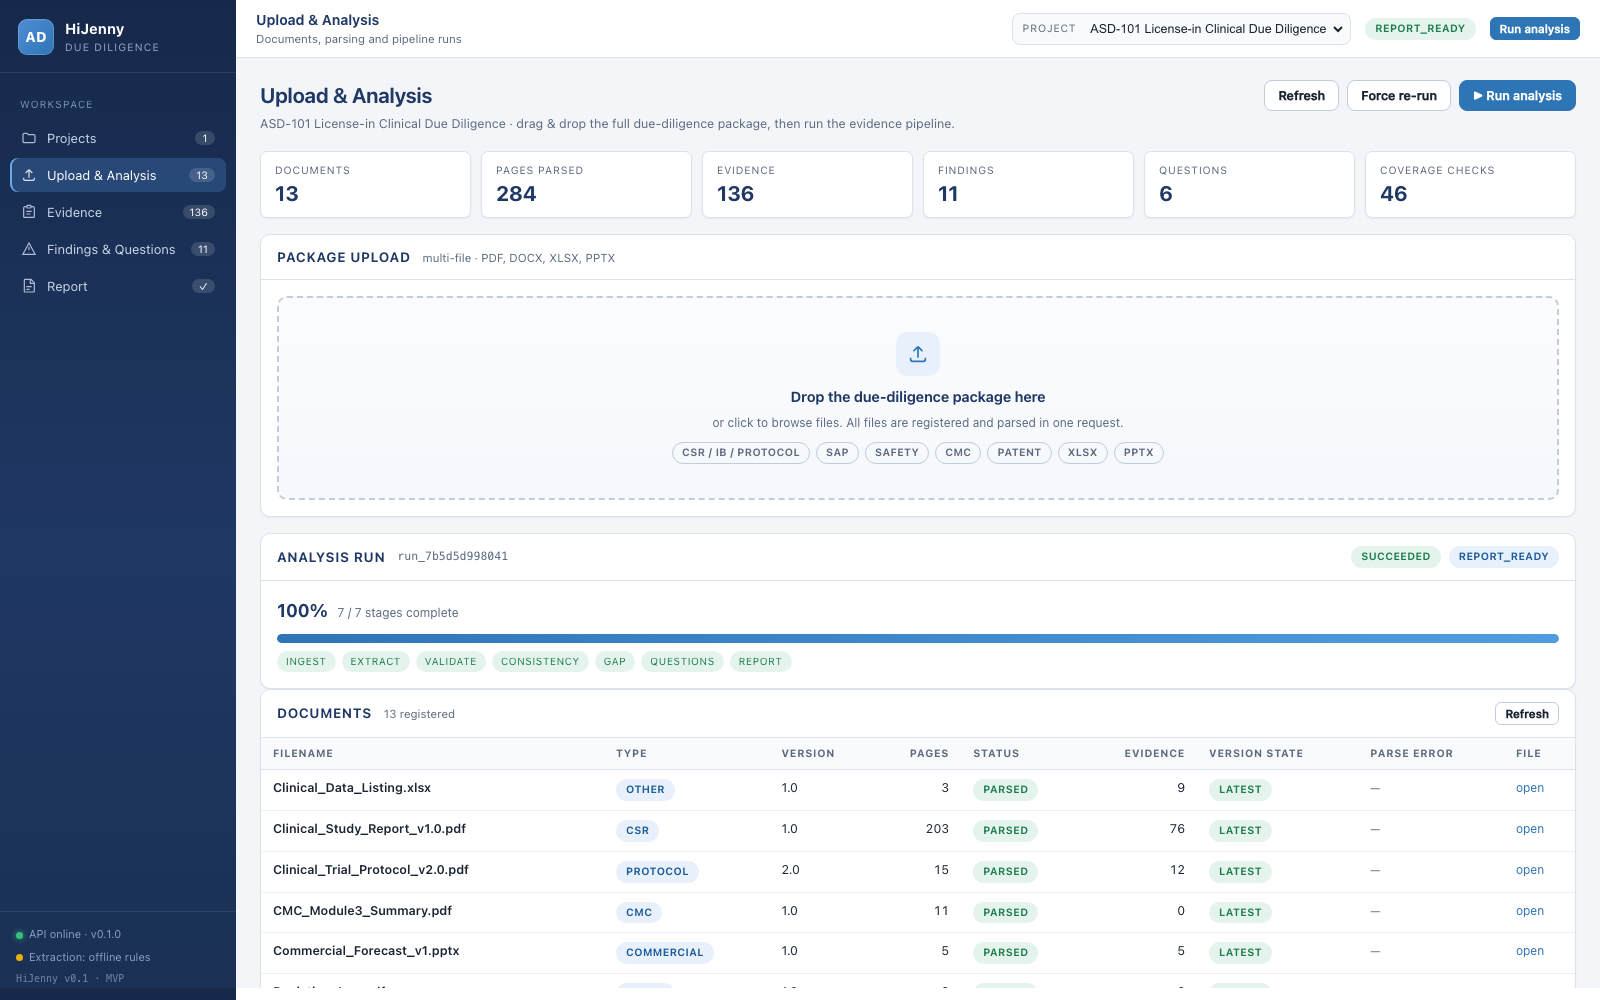 AD
HiJenny
DUE DILIGENCE
WORKSPACE
Projects 1
Upload & Analysis 13
Evidence 136
Findings & Questions 11
Report ✓
API online · v0.1.0
Extraction: offline rules
HiJenny v0.1 · MVP
Upload & Analysis
Documents, parsing and pipeline runs
PROJECT ASD-101 License-in Clinical Due Diligence
REPORT_READY
Run analysis
Upload & Analysis
ASD-101 License-in Clinical Due Diligence · drag & drop the full due-diligence package, then run the evidence pipeline.
Refresh
Force re-run
▶ Run analysis
DOCUMENTS
13
PAGES PARSED
284
EVIDENCE
136
FINDINGS
11
QUESTIONS
6
COVERAGE CHECKS
46
PACKAGE UPLOAD multi-file · PDF, DOCX, XLSX, PPTX
Drop the due-diligence package here
or click to browse files. All files are registered and parsed in one request.
CSR / IB / PROTOCOL SAP SAFETY CMC PATENT XLSX PPTX
ANALYSIS RUN run_7b5d5d998041
SUCCEEDED REPORT_READY
100% 7 / 7 stages complete
INGEST EXTRACT VALIDATE CONSISTENCY GAP QUESTIONS REPORT
DOCUMENTS 13 registered
Refresh
FILENAME TYPE VERSION PAGES STATUS EVIDENCE VERSION STATE PARSE ERROR FILE
Clinical_Data_Listing.xlsx OTHER 1.0 3 PARSED 9 LATEST — open
Clinical_Study_Report_v1.0.pdf CSR 1.0 203 PARSED 76 LATEST — open
Clinical_Trial_Protocol_v2.0.pdf PROTOCOL 2.0 15 PARSED 12 LATEST — open
CMC_Module3_Summary.pdf CMC 1.0 11 PARSED 0 LATEST — open
Commercial_Forecast_v1.pptx COMMERCIAL 1.0 5 PARSED 5 LATEST — open